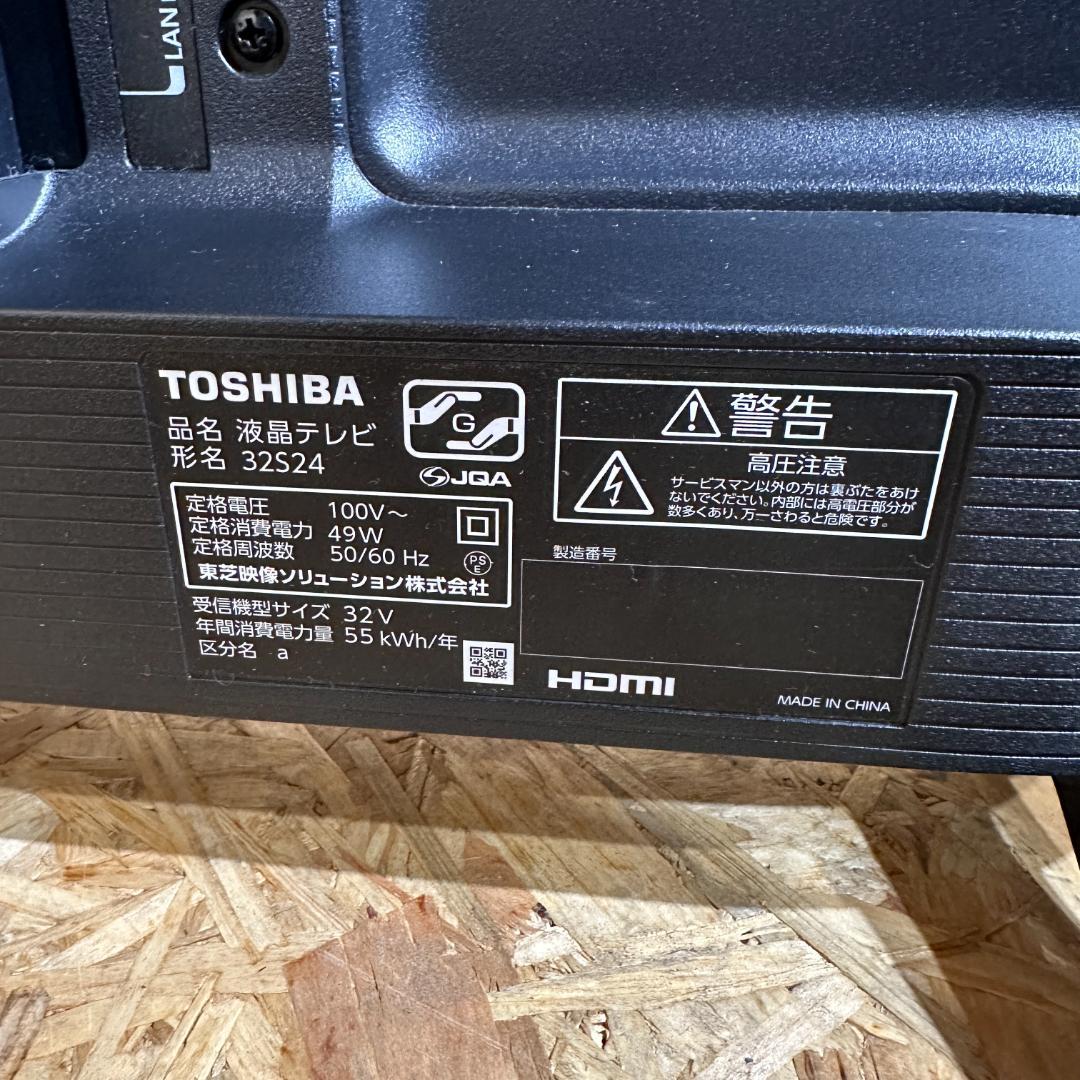 LAN
TOSHIBA
品名 液晶テレビ
形名 32S24
G
JQA
定格電圧 100V～
定格消費電力 49W
定格周波数 50/60 Hz
PS
E
東芝映像ソリューション株式会社
受信機型サイズ 32V
年間消費電力量 55 kWh/年
区分名 a
警告
高圧注意
サービスマン以外の方は裏ぶたをあけ
ないでください。内部には高電圧部分が
数多くあり、万一さわると危険です。
製造番号
HDMI
MADE IN CHINA